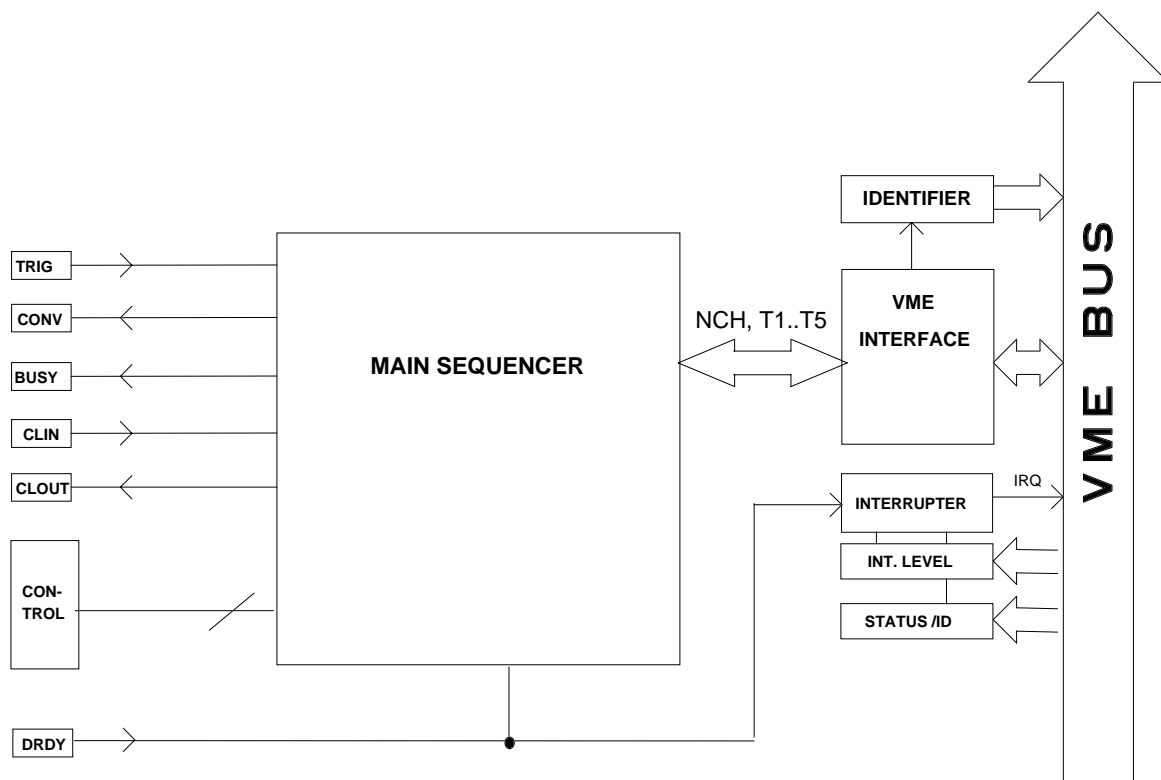 IDENTIFIER
TRIG
CONV
BUSY
CLIN
CLOUT
CON-
TROL
DRDY
MAIN SEQUENCER
NCH, T1..T5
VME
INTERFACE
INTERRUPTER
IRQ
INT. LEVEL
STATUS /ID
VME BUS